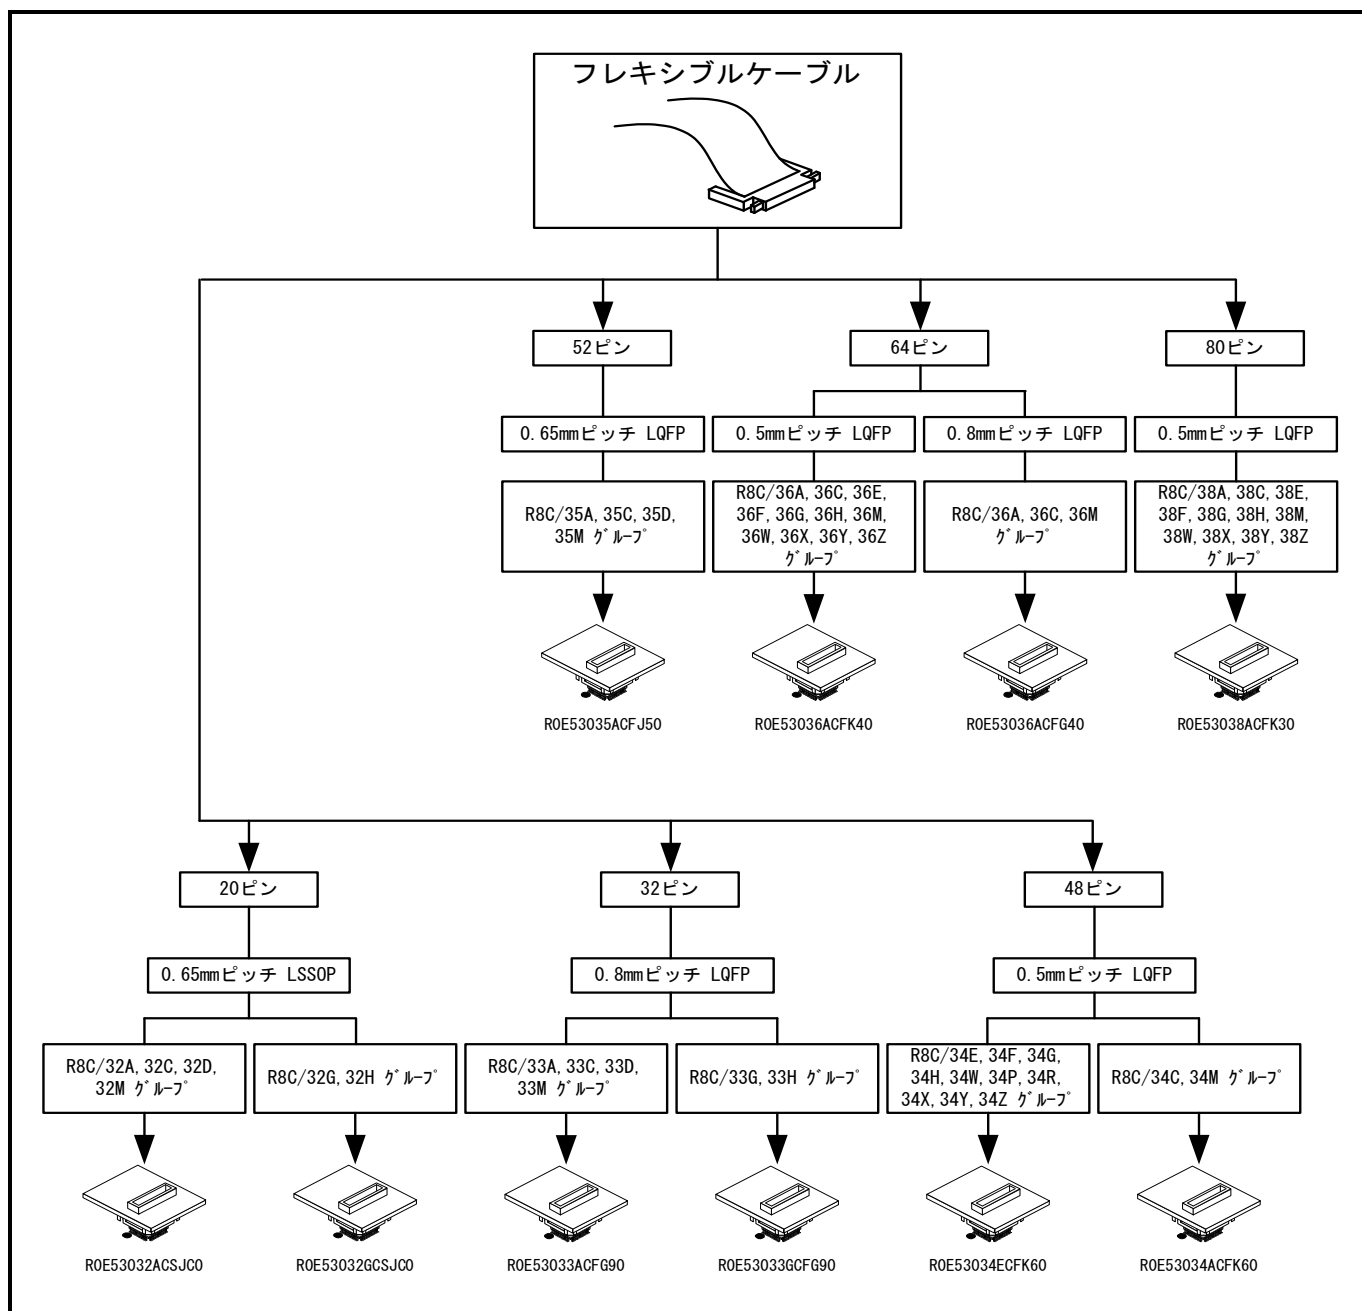 フレキシブルケーブル
52ピン
64ピン
80ピン
0.65mmピッチ LQFP
0.5mmピッチ LQFP
0.8mmピッチ LQFP
0.5mmピッチ LQFP
R8C/35A, 35C, 35D,
35M グループ
R8C/36A, 36C, 36E,
36F, 36G, 36H, 36M,
36W, 36X, 36Y, 36Z
グループ
R8C/36A, 36C, 36M
グループ
R8C/38A, 38C, 38E,
38F, 38G, 38H, 38M,
38W, 38X, 38Y, 38Z
グループ
R0E53035ACFJ50
R0E53036ACFK40
R0E53036ACFG40
R0E53038ACFK30
20ピン
32ピン
48ピン
0.65mmピッチ LSSOP
0.8mmピッチ LQFP
0.5mmピッチ LQFP
R8C/32A, 32C, 32D,
32M グループ
R8C/32G, 32H グループ
R8C/33A, 33C, 33D,
33M グループ
R8C/33G, 33H グループ
R8C/34E, 34F, 34G,
34H, 34W, 34P, 34R,
34X, 34Y, 34Z グループ
R8C/34C, 34M グループ
R0E53032ACSJC0
R0E53032GCSJC0
R0E53033ACFG90
R0E53033GCFG90
R0E53034ECFK60
R0E53034ACFK60